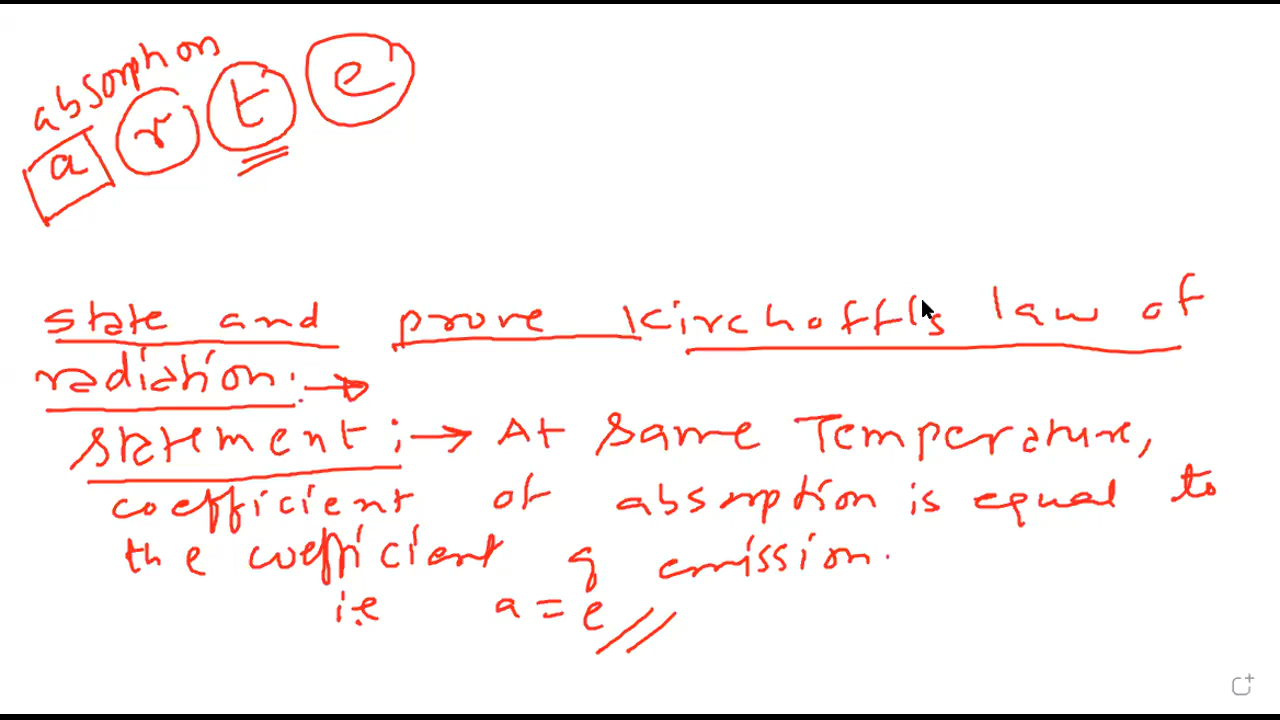 absorption
a r t e
state and prove Kirchoff's law of
radiation :→
statement :→ At same Temperature,
coefficient of absorption is equal to
the coefficient of emission.
i.e a = e //